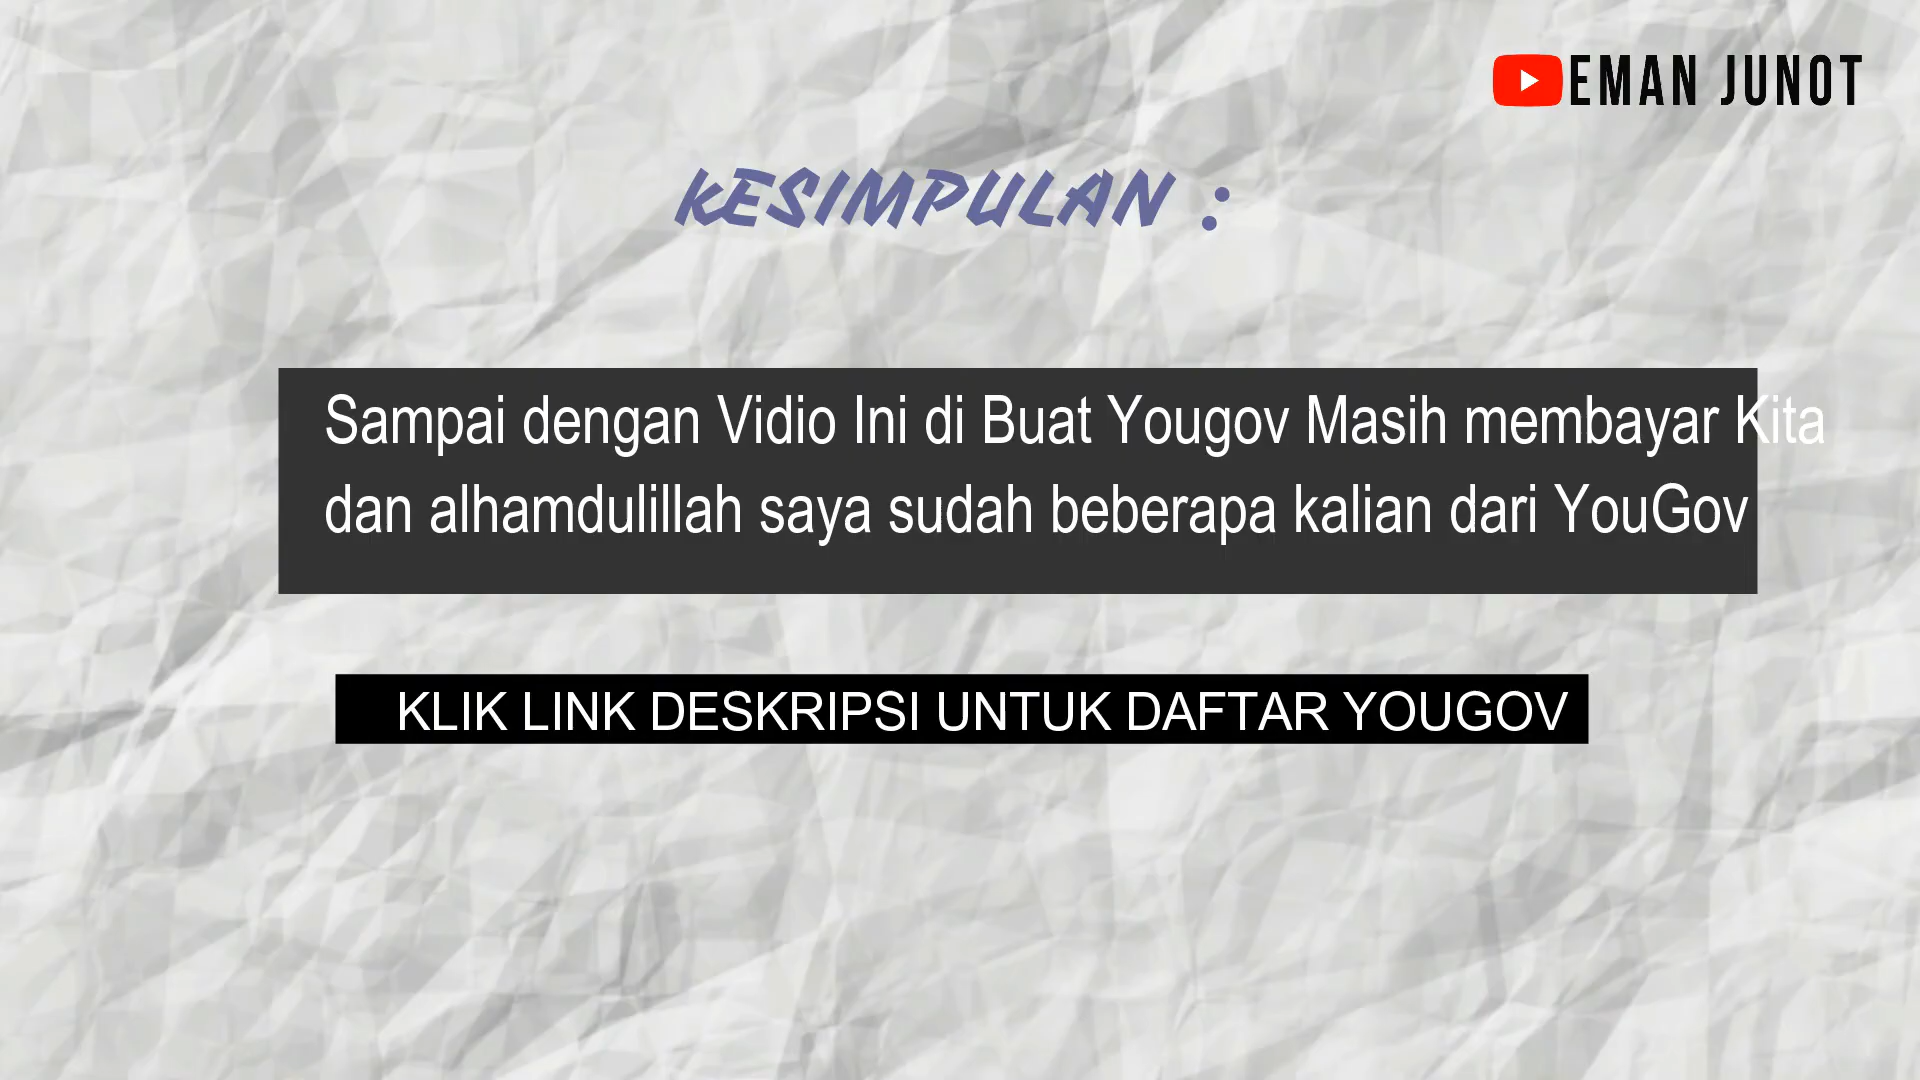 EMAN JUNOT
KESIMPULAN :
Sampai dengan Vidio Ini di Buat Yougov Masih membayar Kita
dan alhamdulillah saya sudah beberapa kalian dari YouGov
KLIK LINK DESKRIPSI UNTUK DAFTAR YOUGOV